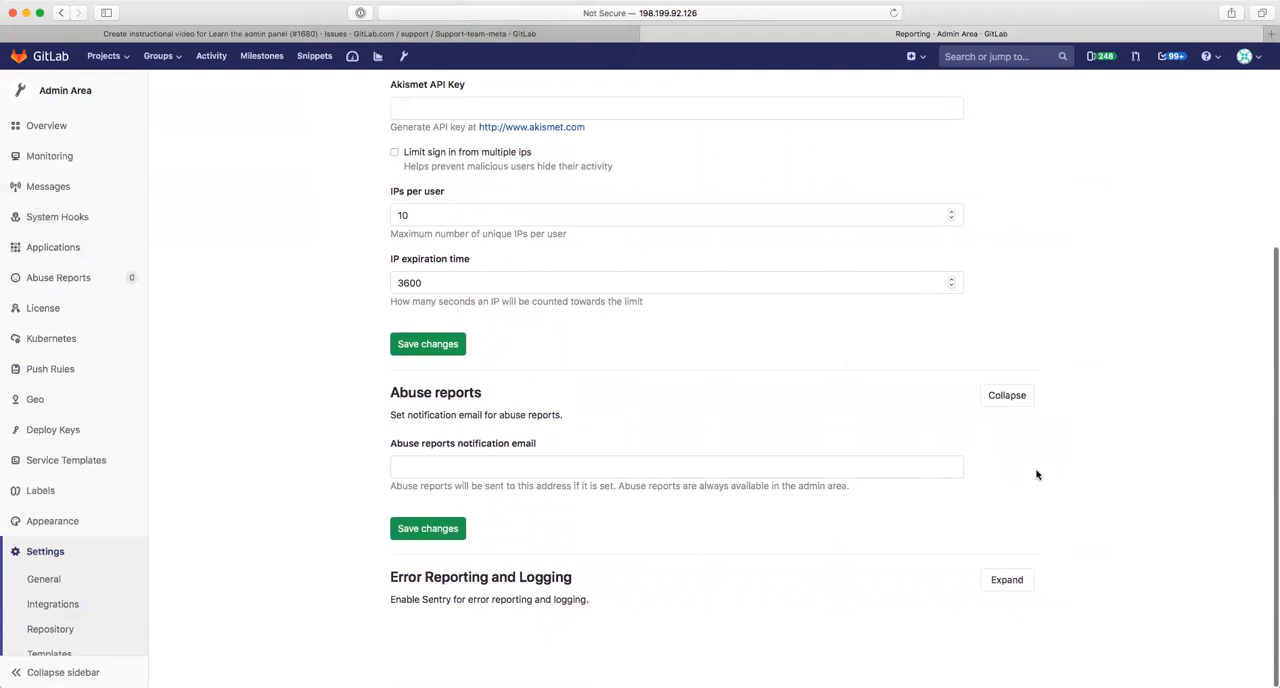 Not Secure — 198.199.92.126
Create instructional video for Learn the admin panel (#1680) · Issues · GitLab.com / support / Support-team-meta · GitLab
Reporting · Admin Area · GitLab
GitLab
Projects
Groups
Activity
Milestones
Snippets
Search or jump to...
248
99+
Admin Area
Overview
Monitoring
Messages
System Hooks
Applications
Abuse Reports 0
License
Kubernetes
Push Rules
Geo
Deploy Keys
Service Templates
Labels
Appearance
Settings
General
Integrations
Repository
Templates
Collapse sidebar
Akismet API Key
Generate API key at http://www.akismet.com
Limit sign in from multiple ips
Helps prevent malicious users hide their activity
IPs per user
10
Maximum number of unique IPs per user
IP expiration time
3600
How many seconds an IP will be counted towards the limit
Save changes
Abuse reports
Collapse
Set notification email for abuse reports.
Abuse reports notification email
Abuse reports will be sent to this address if it is set. Abuse reports are always available in the admin area.
Save changes
Error Reporting and Logging
Expand
Enable Sentry for error reporting and logging.